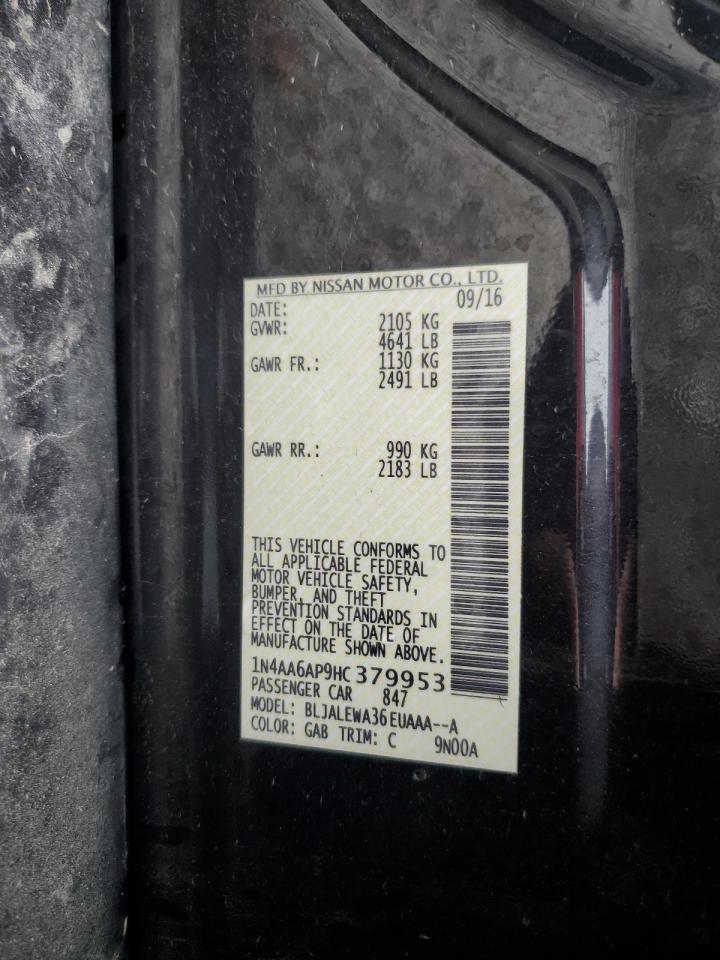 MFD BY NISSAN MOTOR CO., LTD.
DATE: 09/16
GVWR: 2105 KG
4641 LB
GAWR FR.: 1130 KG
2491 LB
GAWR RR.: 990 KG
2183 LB
THIS VEHICLE CONFORMS TO
ALL APPLICABLE FEDERAL
MOTOR VEHICLE SAFETY,
BUMPER, AND THEFT
PREVENTION STANDARDS IN
EFFECT ON THE DATE OF
MANUFACTURE SHOWN ABOVE.
1N4AA6AP9HC 379953
PASSENGER CAR 847
MODEL: BLJALEWA36EUAAA--A
COLOR: GAB TRIM: C 9N00A